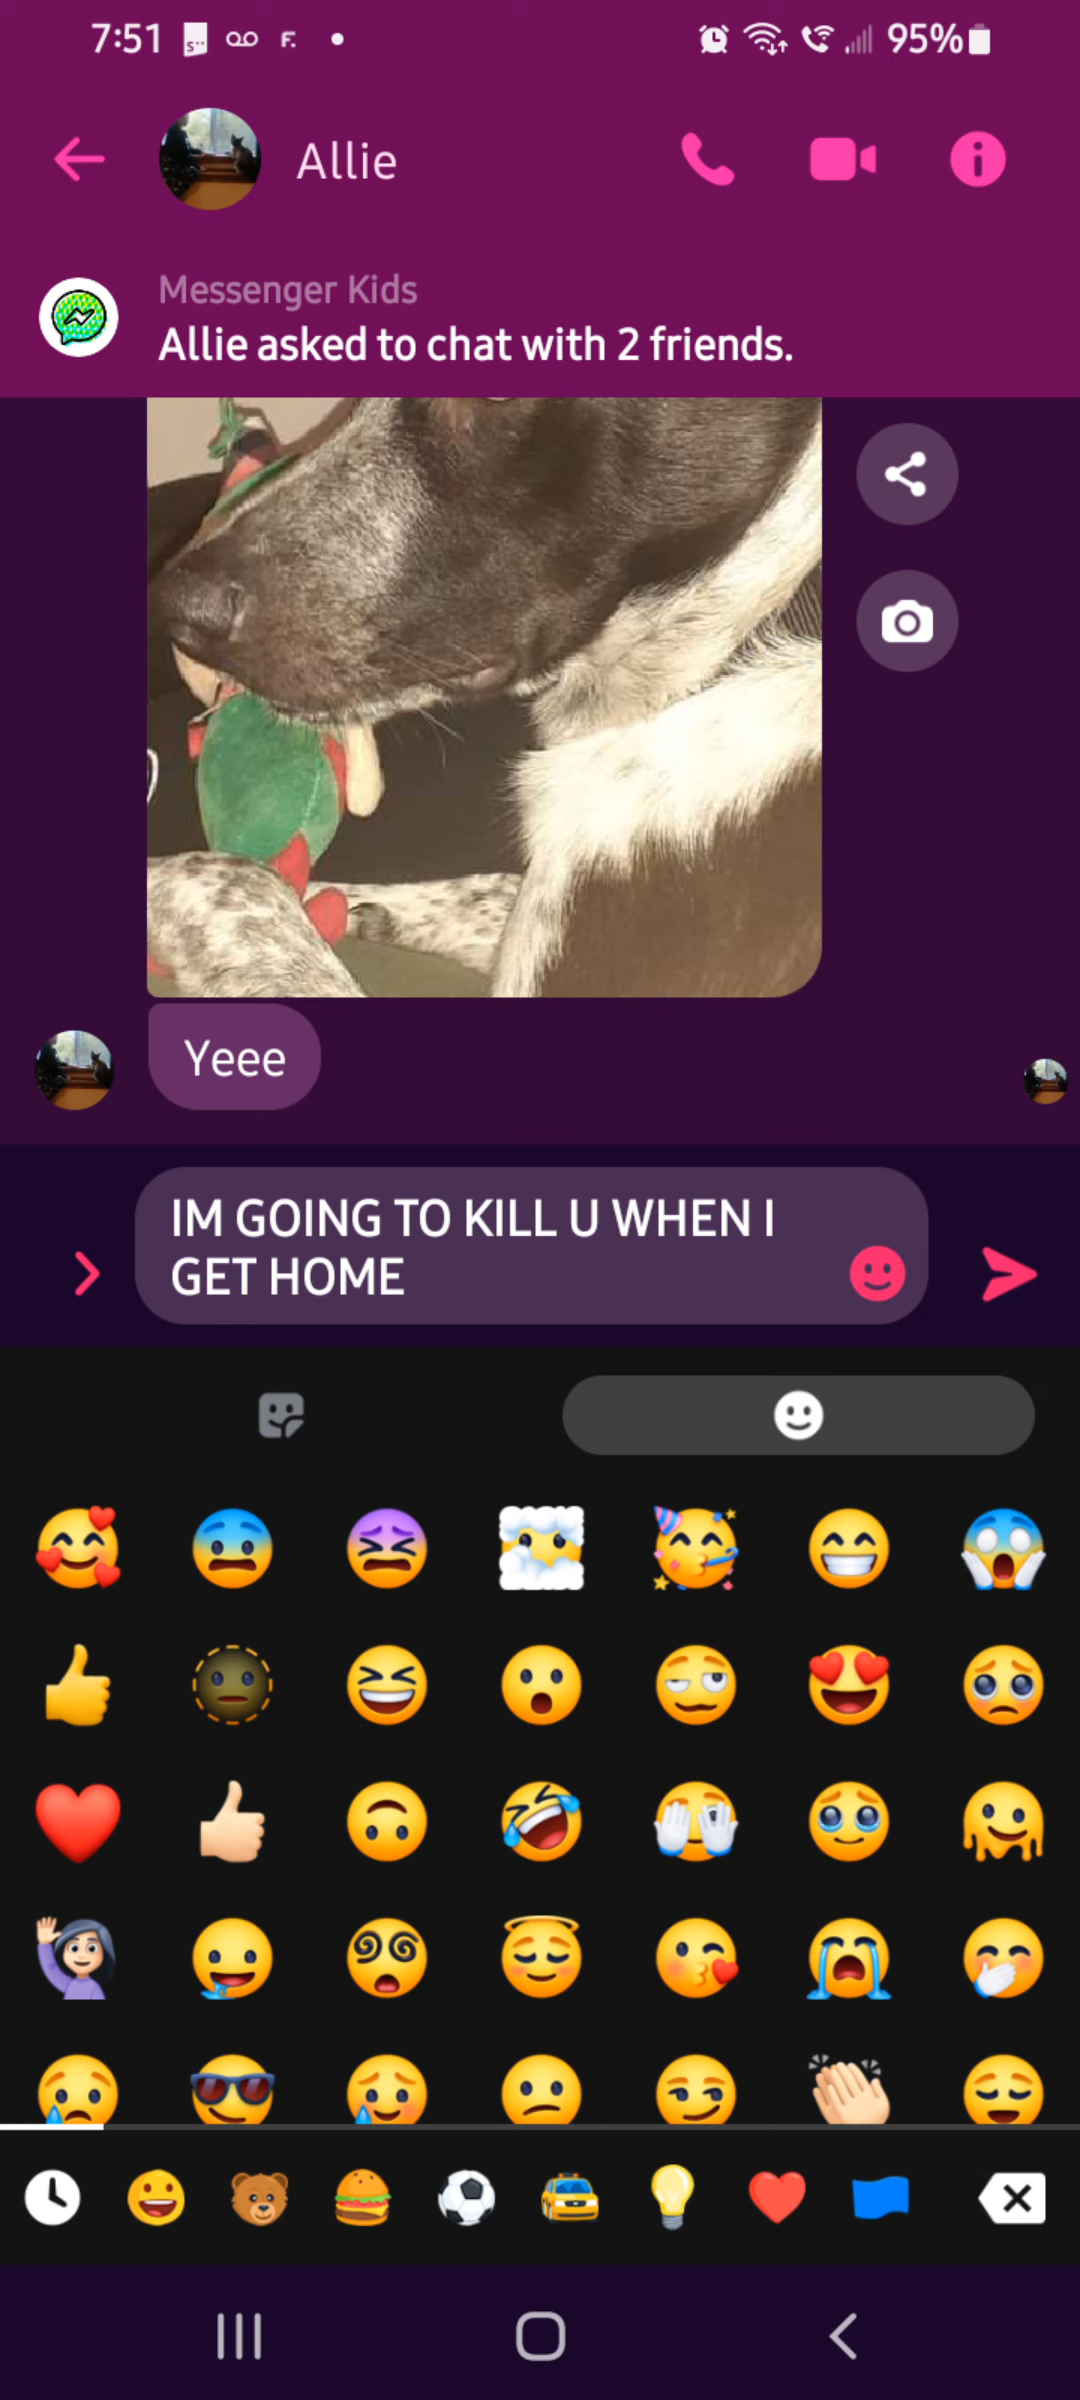 7:51
F.
95%
Allie
Messenger Kids
Allie asked to chat with 2 friends.
Yeee
IM GOING TO KILL U WHEN I
GET HOME